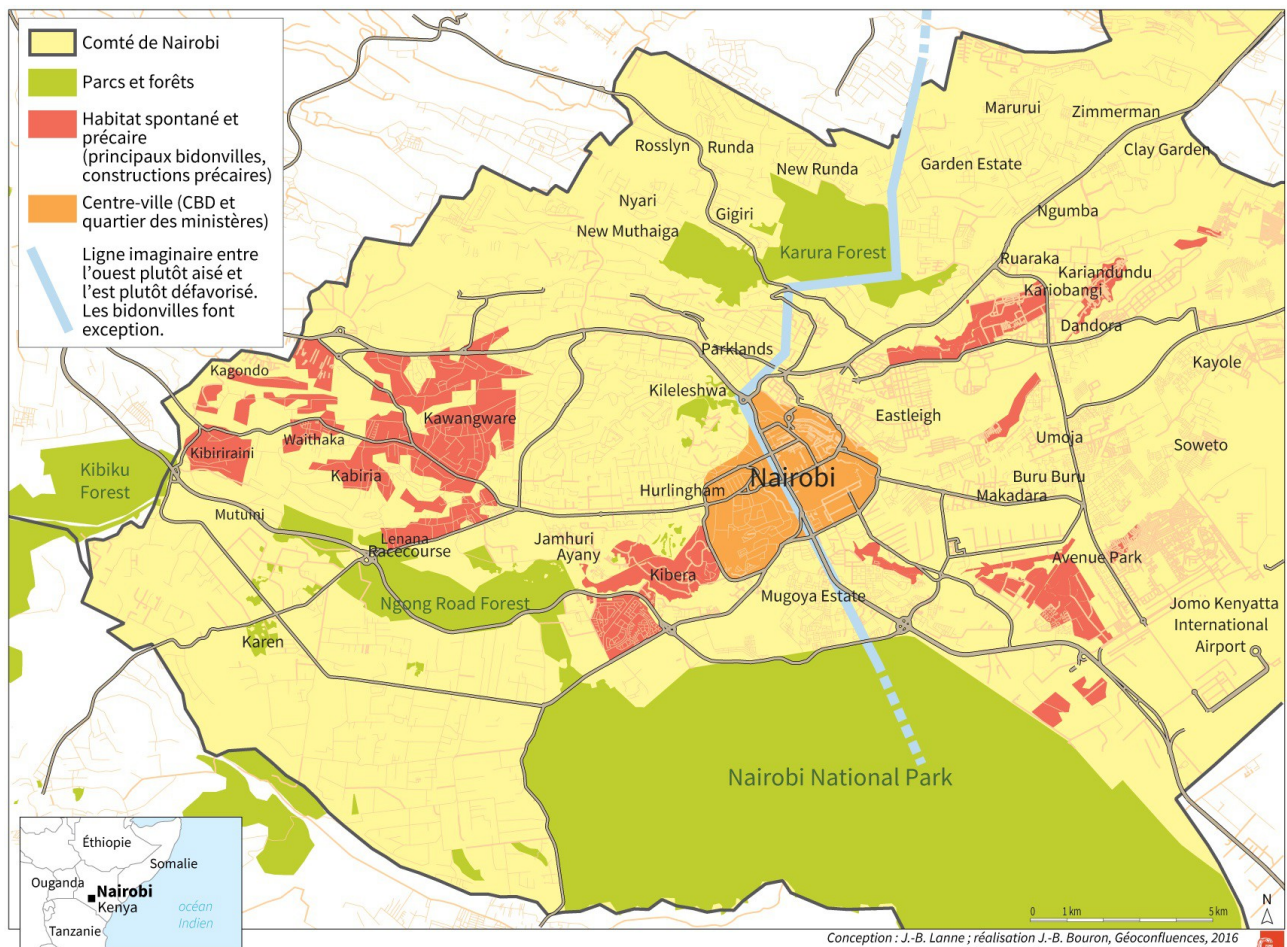 Comté de Nairobi
Parcs et forêts
Habitat spontané et
précaire
(principaux bidonvilles,
constructions précaires)
Centre-ville (CBD et
quartier des ministères)
Ligne imaginaire entre
l'ouest plutôt aisé et
l'est plutôt défavorisé.
Les bidonvilles font
exception.
Marurui
Zimmerman
Rosslyn
Runda
Clay Garden
New Runda
Garden Estate
Nyari
Gigiri
Ngumba
New Muthaiga
Karura Forest
Ruaraka
Kariandundu
Kariobangi
Dandora
Parklands
Kayole
Kagondo
Kileleshwa
Kawangware
Eastleigh
Waithaka
Umoja
Soweto
Kibiriraini
Kibiku
Forest
Kabiria
Nairobi
Buru Buru
Hurlingham
Makadara
Mutuini
Lenana
Racecourse
Jamhuri
Ayany
Avenue Park
Kibera
Ngong Road Forest
Mugoya Estate
Jomo Kenyatta
International
Airport
Karen
Nairobi National Park
Éthiopie
Somalie
Ouganda
Nairobi
Kenya
océan
Indien
Tanzanie
0 1 km 5 km
N
Conception : J.-B. Lanne ; réalisation J.-B. Bouron, Géoconfluences, 2016